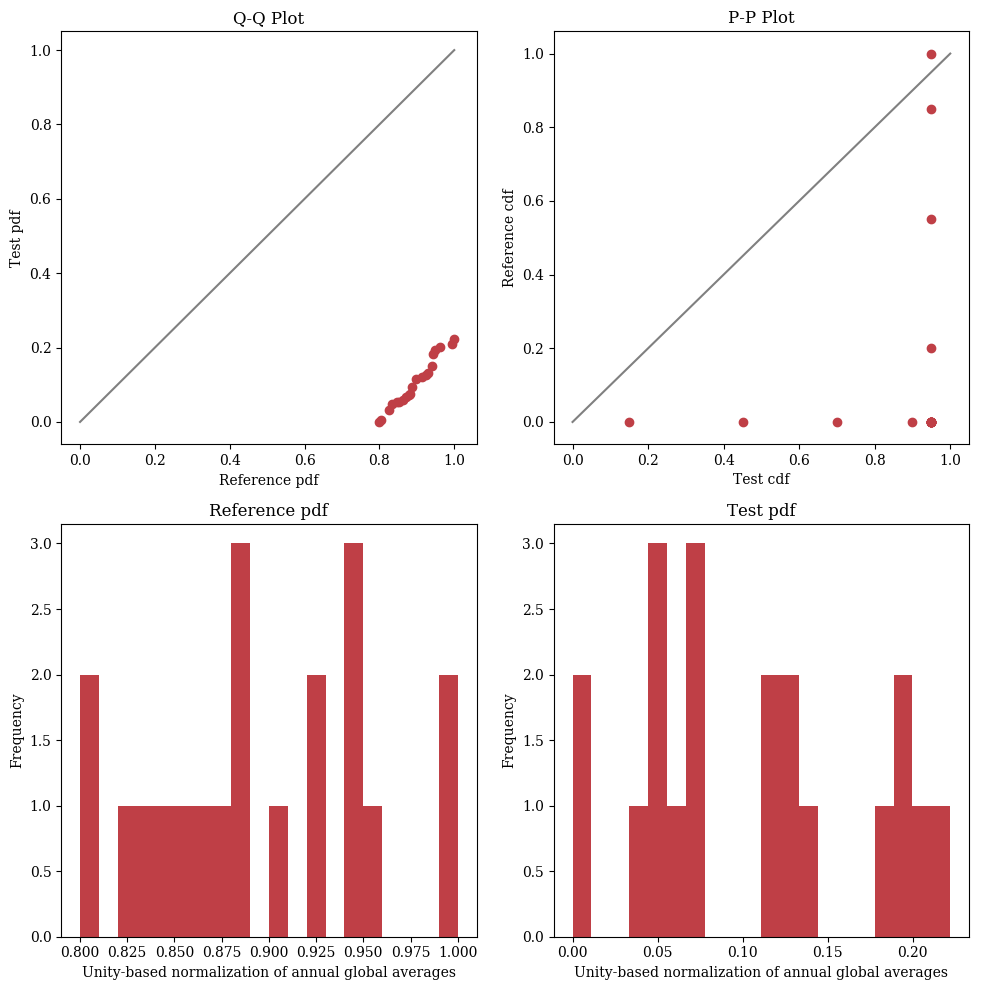 Q-Q Plot
P-P Plot
1.0
0.8
0.6
0.4
0.2
0.0
Test pdf
0.0 0.2 0.4 0.6 0.8 1.0
Reference pdf
1.0
0.8
0.6
0.4
0.2
0.0
Reference cdf
0.0 0.2 0.4 0.6 0.8 1.0
Test cdf
Reference pdf
3.0
2.5
2.0
1.5
1.0
0.5
0.0
Frequency
0.800 0.825 0.850 0.875 0.900 0.925 0.950 0.975 1.000
Unity-based normalization of annual global averages
Test pdf
3.0
2.5
2.0
1.5
1.0
0.5
0.0
Frequency
0.00 0.05 0.10 0.15 0.20
Unity-based normalization of annual global averages